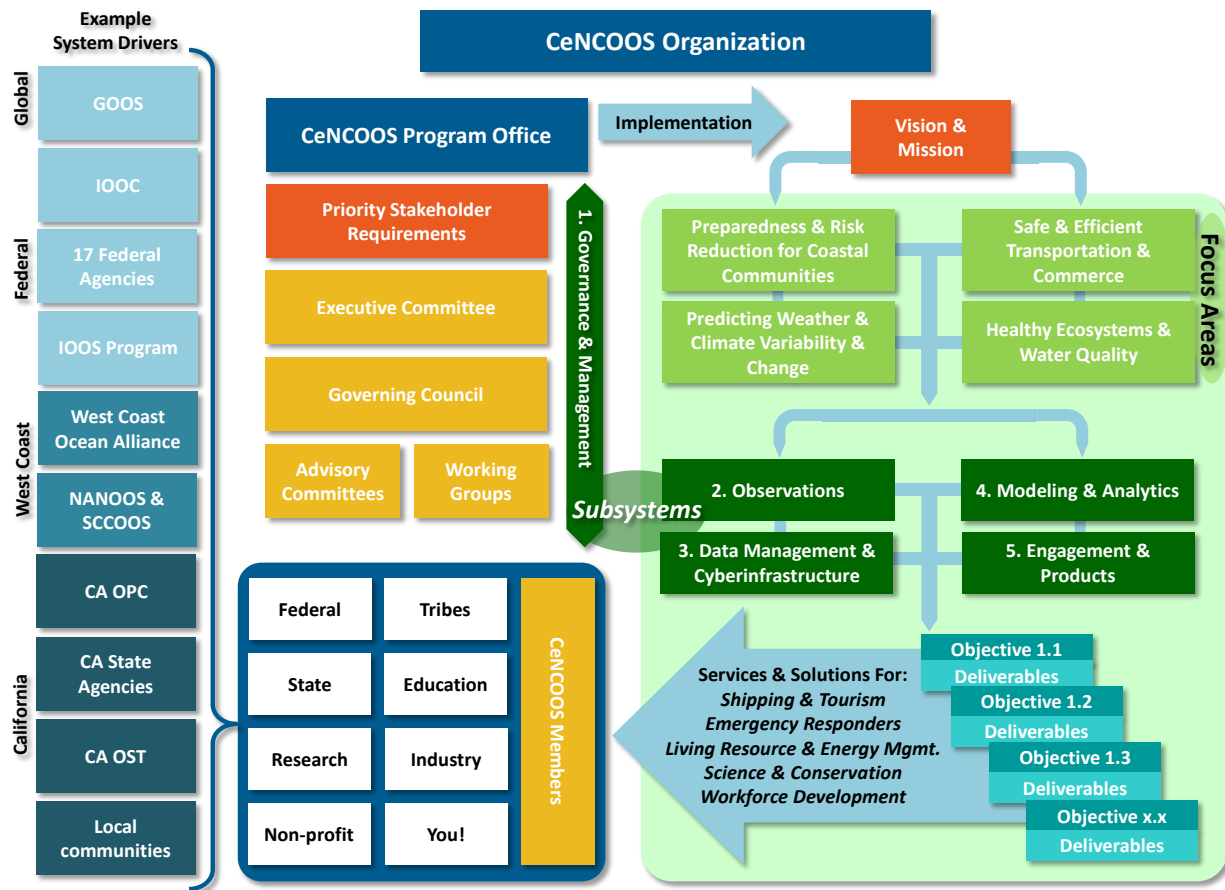 Example
System Drivers
Global
GOOS
IOOC
Federal
17 Federal
Agencies
IOOS Program
West Coast
West Coast
Ocean Alliance
NANOOS &
SCCOOS
California
CA OPC
CA State
Agencies
CA OST
Local
communities
CeNCOOS Organization
CeNCOOS Program Office
Implementation
Vision &
Mission
Priority Stakeholder
Requirements
Executive Committee
Governing Council
Advisory
Committees
Working
Groups
1. Governance & Management
Subsystems
Focus Areas
Preparedness & Risk
Reduction for Coastal
Communities
Safe & Efficient
Transportation &
Commerce
Predicting Weather &
Climate Variability &
Change
Healthy Ecosystems &
Water Quality
2. Observations
4. Modeling & Analytics
3. Data Management &
Cyberinfrastructure
5. Engagement &
Products
Federal
Tribes
State
Education
Research
Industry
Non-profit
You!
CeNCOOS Members
Services & Solutions For:
Shipping & Tourism
Emergency Responders
Living Resource & Energy Mgmt.
Science & Conservation
Workforce Development
Objective 1.1
Deliverables
Objective 1.2
Deliverables
Objective 1.3
Deliverables
Objective x.x
Deliverables